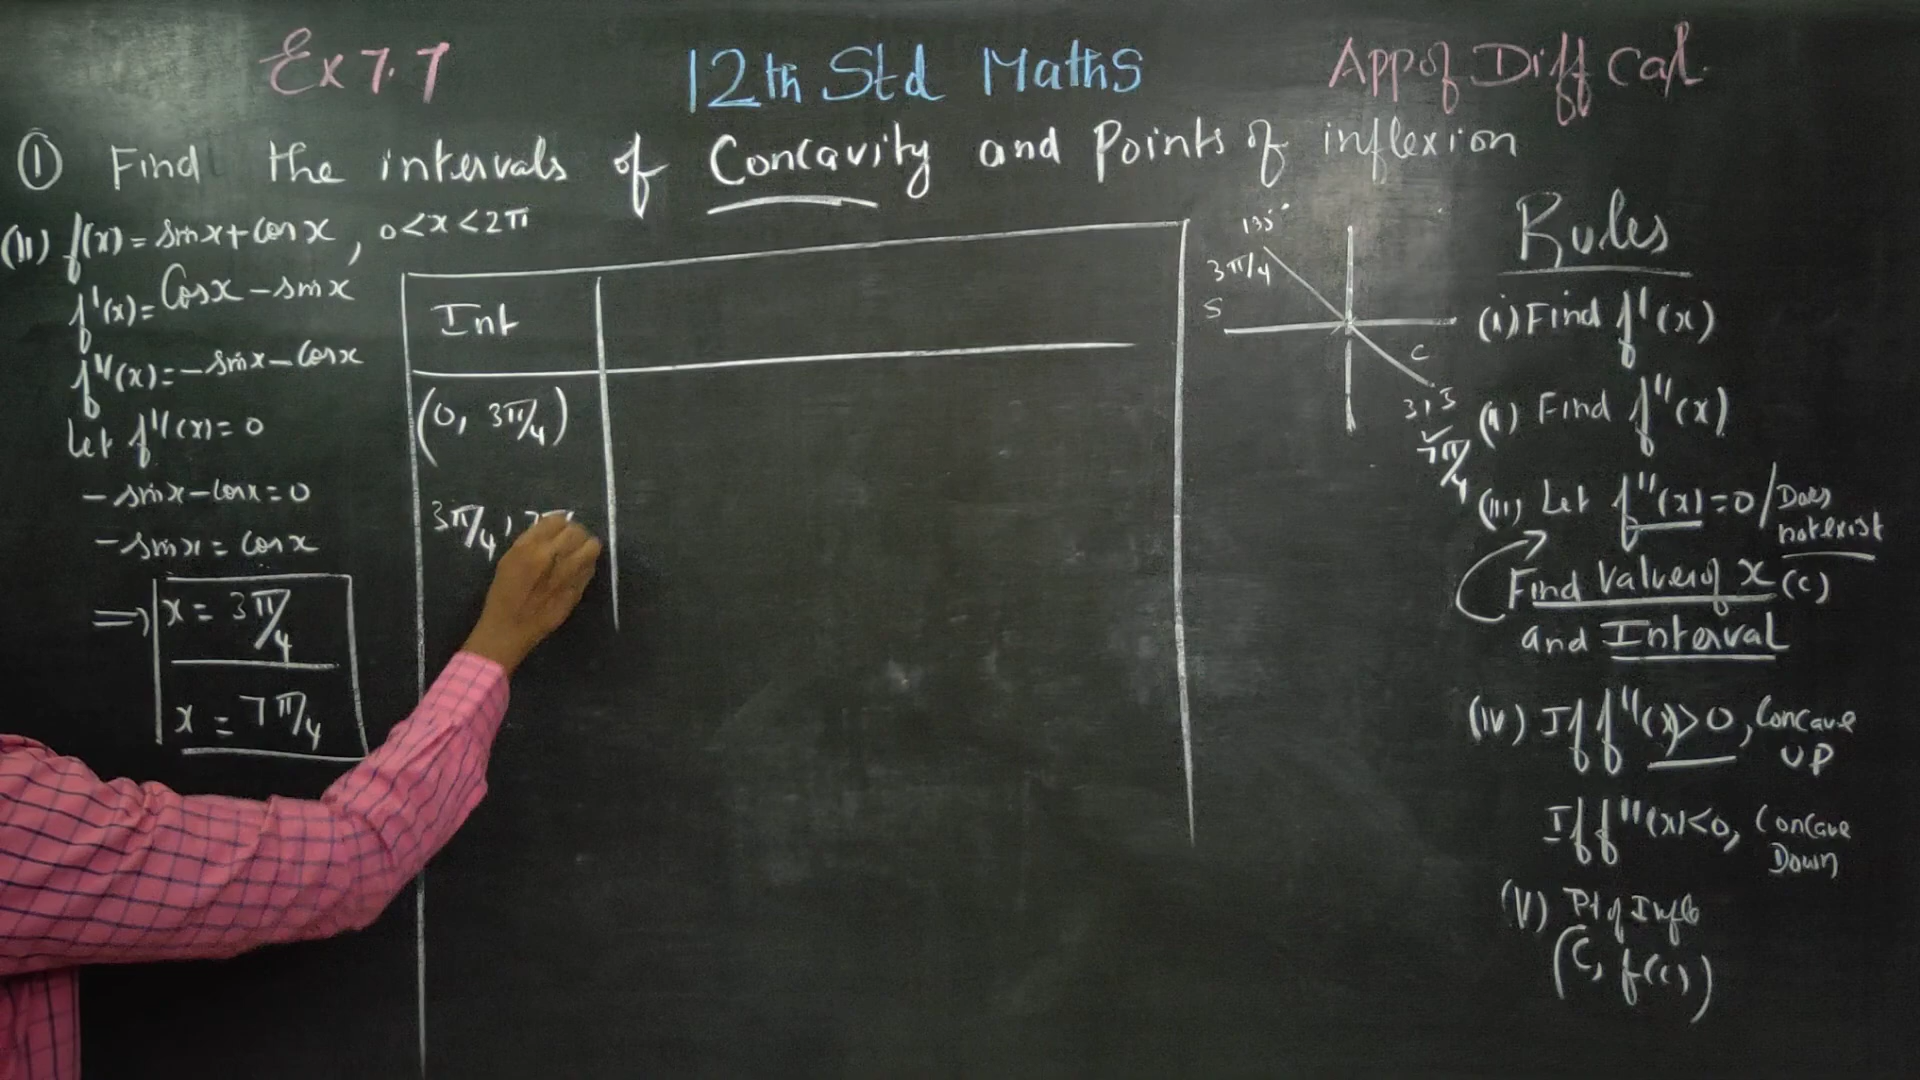 Ex 7.7
12th Std Maths
App of Diff Cal.
① Find the intervals of Concavity and Points of inflexion
(ii) f(x) = sinx + cosx, 0 < x < 2π
f'(x) = Cosx - sinx
f''(x) = -sinx - cosx
Let f''(x) = 0
- sinx - cosx = 0
- sinx = cosx
⇒ x = 3π/4
x = 7π/4
Int
(0, 3π/4)
3π/4,
135°
3π/4
S
C
315
7π/4
Rules
(i) Find f'(x)
(ii) Find f''(x)
(iii) Let f''(x) = 0 / Does not exist
Find Values of x (c)
and Interval
(iv) If f''(x) > 0, Concave UP
If f''(x) < 0, Concave Down
(V) Pt of Infle
(C, f(c))